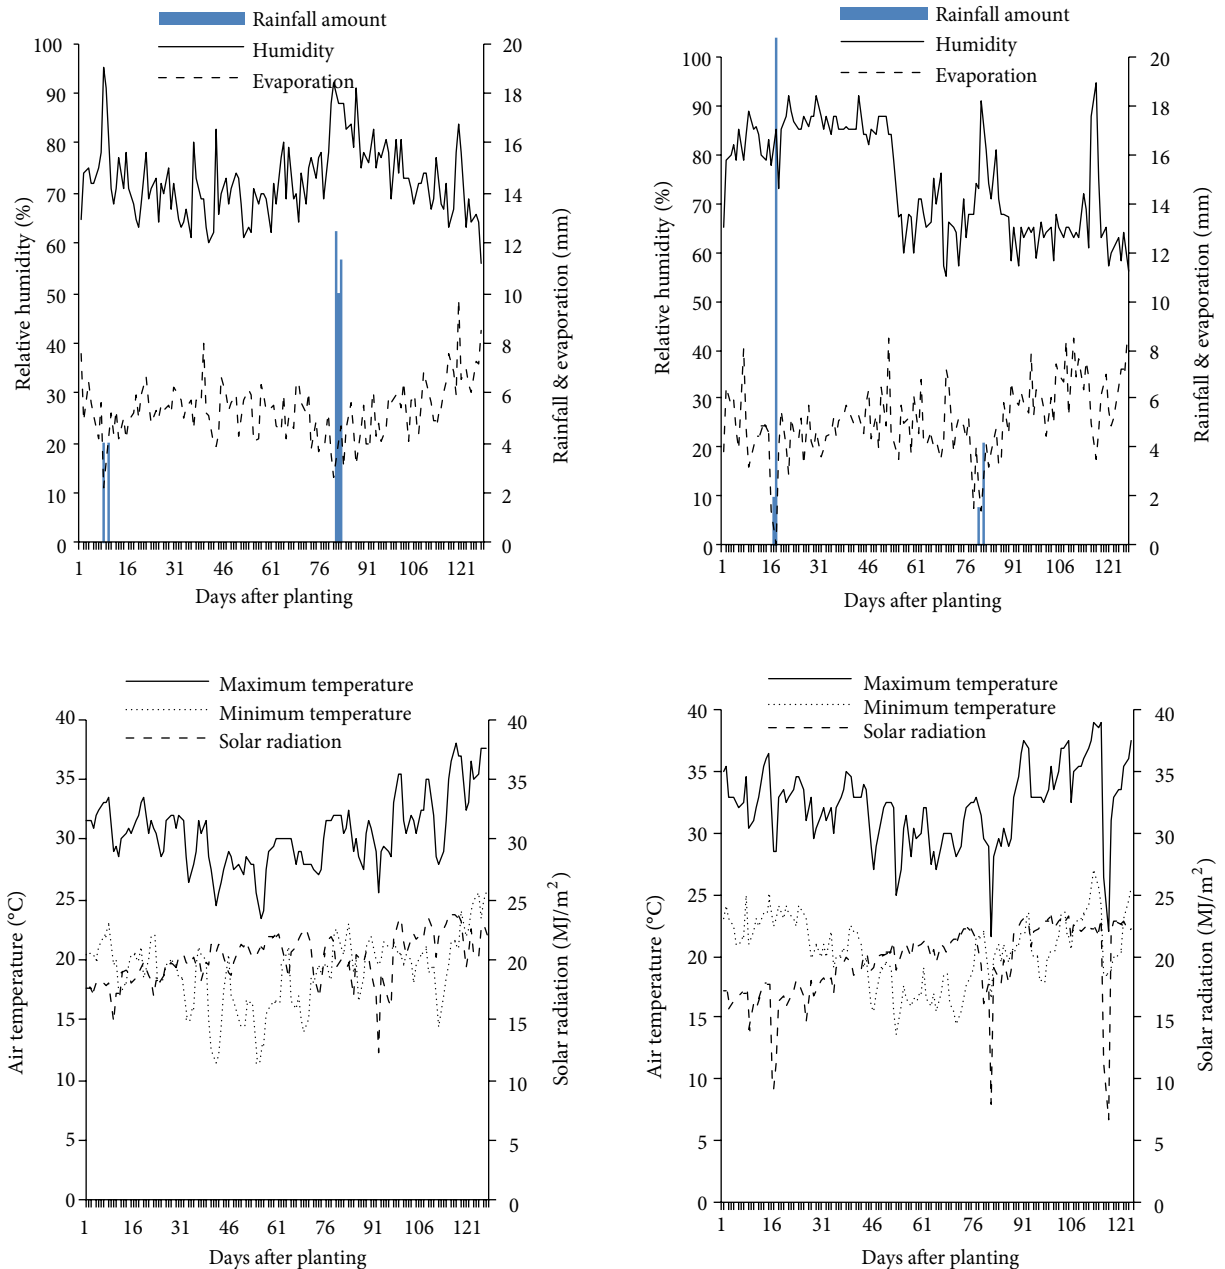 Rainfall amount
Humidity
Evaporation
100
90
80
70
60
50
40
30
20
10
0
Relative humidity (%)
20
18
16
14
12
10
8
6
4
2
0
Rainfall & evaporation (mm)
1 16 31 46 61 76 91 106 121
Days after planting
Rainfall amount
Humidity
Evaporation
100
90
80
70
60
50
40
30
20
10
0
Relative humidity (%)
20
18
16
14
12
10
8
6
4
2
0
Rainfall & evaporation (mm)
1 16 31 46 61 76 91 106 121
Days after planting
Maximum temperature
Minimum temperature
Solar radiation
40
35
30
25
20
15
10
5
0
Air temperature (°C)
40
35
30
25
20
15
10
5
0
Solar radiation (MJ/m²)
1 16 31 46 61 76 91 106 121
Days after planting
Maximum temperature
Minimum temperature
Solar radiation
40
35
30
25
20
15
10
5
0
Air temperature (°C)
40
35
30
25
20
15
10
5
0
Solar radiation (MJ/m²)
1 16 31 46 61 76 91 106 121
Days after planting